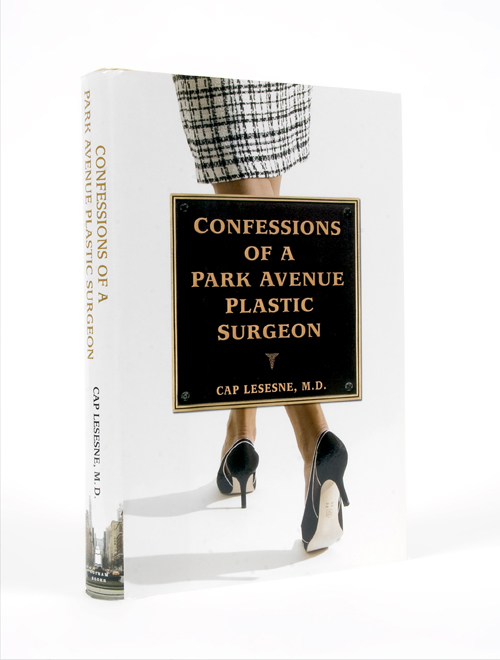 CONFESSIONS OF A
PARK AVENUE PLASTIC SURGEON
CAP LESESNE, M.D.
CONFESSIONS
OF A
PARK AVENUE
PLASTIC
SURGEON
CAP LESESNE, M.D.